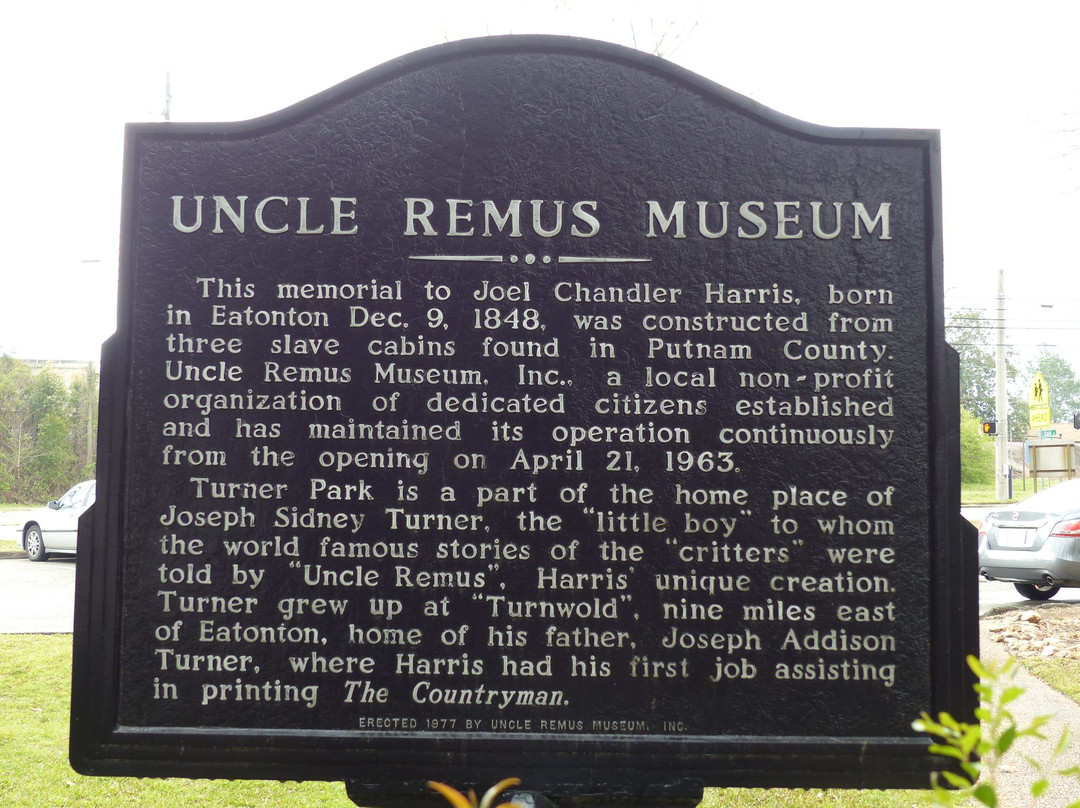 UNCLE REMUS MUSEUM
This memorial to Joel Chandler Harris, born
in Eatonton Dec. 9, 1848, was constructed from
three slave cabins found in Putnam County.
Uncle Remus Museum, Inc., a local non-profit
organization of dedicated citizens established
and has maintained its operation continuously
from the opening on April 21, 1963.
Turner Park is a part of the home place of
Joseph Sidney Turner, the "little boy" to whom
the world famous stories of the "critters" were
told by "Uncle Remus", Harris' unique creation.
Turner grew up at "Turnwold", nine miles east
of Eatonton, home of his father, Joseph Addison
Turner, where Harris had his first job assisting
in printing The Countryman.
ERECTED 1977 BY UNCLE REMUS MUSEUM, INC.
AHEAD